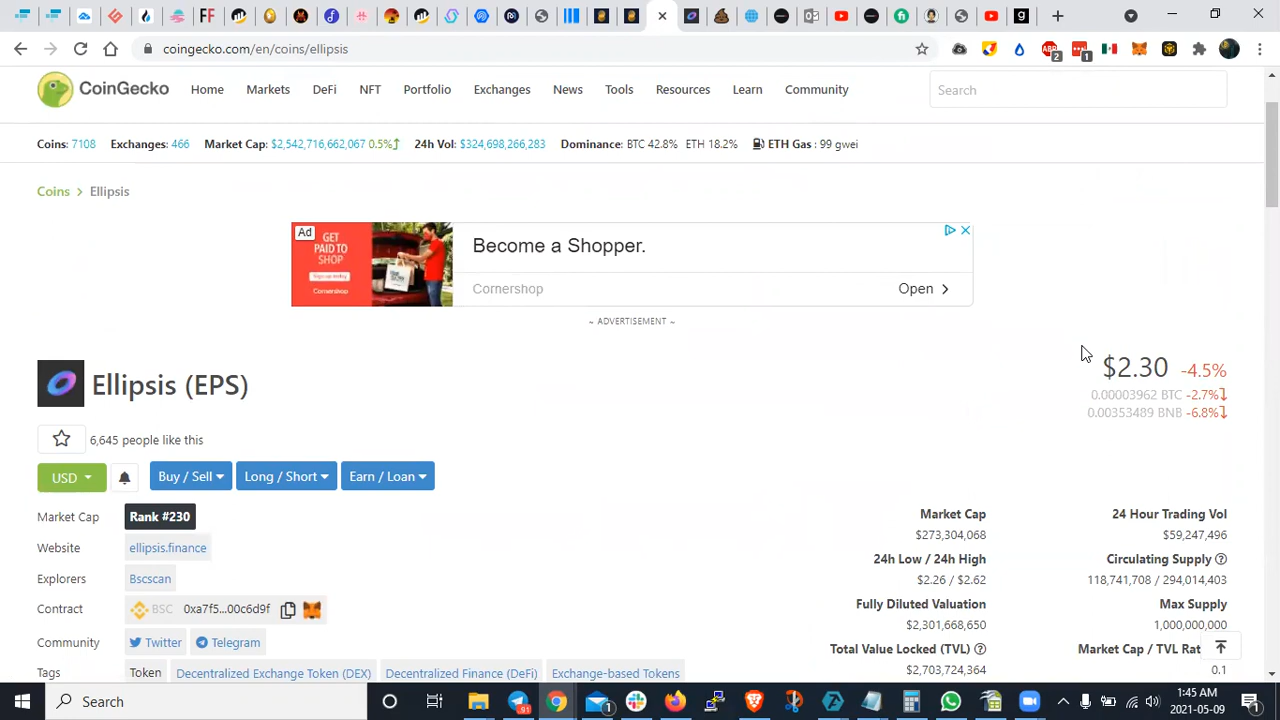 coingecko.com/en/coins/ellipsis
2
1
CoinGecko
Home Markets DeFi NFT Portfolio Exchanges News Tools Resources Learn Community
Search
Coins: 7108 Exchanges: 466 Market Cap: $2,542,716,662,067 0.5% 24h Vol: $324,698,266,283 Dominance: BTC 42.8% ETH 18.2% ETH Gas: 99 gwei
Coins > Ellipsis
Ad
GET
PAID TO
SHOP
Sign up today
Cornershop
Become a Shopper.
Cornershop
Open
~ ADVERTISEMENT ~
Ellipsis (EPS)
$2.30 -4.5%
0.00003962 BTC -2.7%
0.00353489 BNB -6.8%
6,645 people like this
USD
Buy / Sell
Long / Short
Earn / Loan
Market Cap Rank #230
Website ellipsis.finance
Explorers Bscscan
Contract BSC 0xa7f5...00c6d9f
Community Twitter Telegram
Tags Token Decentralized Exchange Token (DEX) Decentralized Finance (DeFi) Exchange-based Tokens
Market Cap
$273,304,068
24 Hour Trading Vol
$59,247,496
24h Low / 24h High
$2.26 / $2.62
Circulating Supply
118,741,708 / 294,014,403
Fully Diluted Valuation
$2,301,668,650
Max Supply
1,000,000,000
Total Value Locked (TVL)
$2,703,724,364
Market Cap / TVL Rat
0.1
Search
91
1
1:45 AM
2021-05-09
1